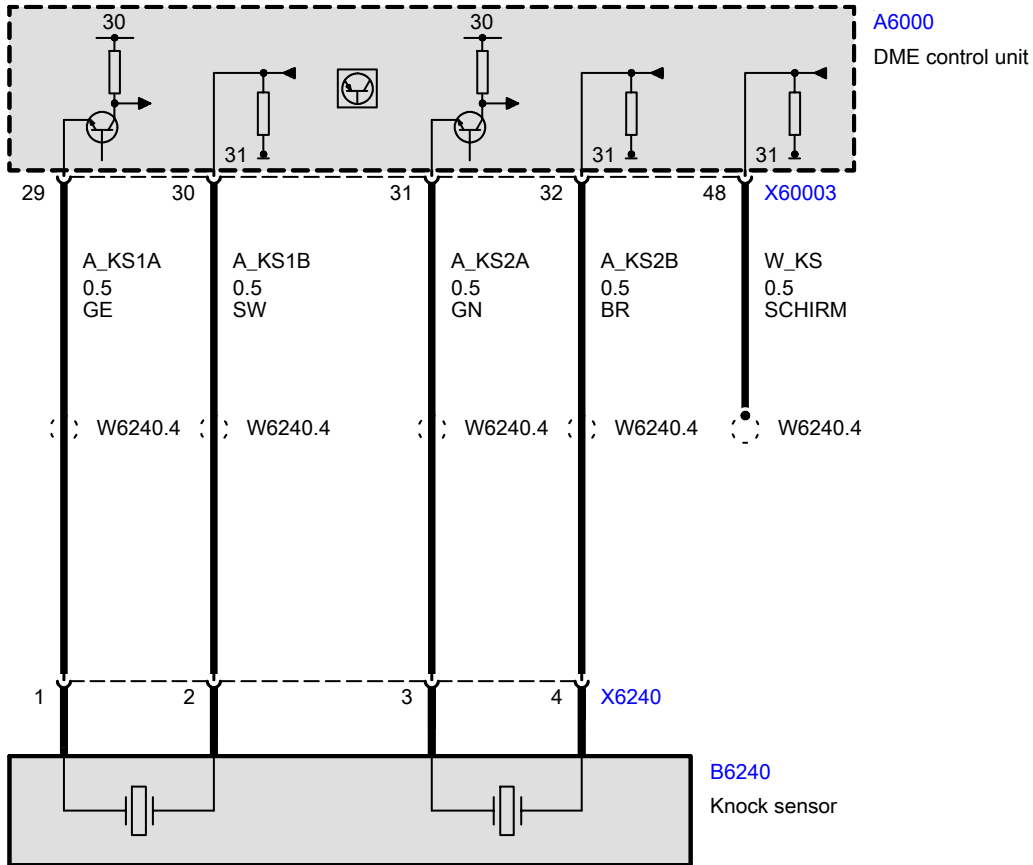 30
30
A6000
DME control unit
31
31
31
29
30
31
32
48
X60003
A_KS1A
0.5
GE
A_KS1B
0.5
SW
A_KS2A
0.5
GN
A_KS2B
0.5
BR
W_KS
0.5
SCHIRM
W6240.4
W6240.4
W6240.4
W6240.4
W6240.4
1
2
3
4
X6240
B6240
Knock sensor